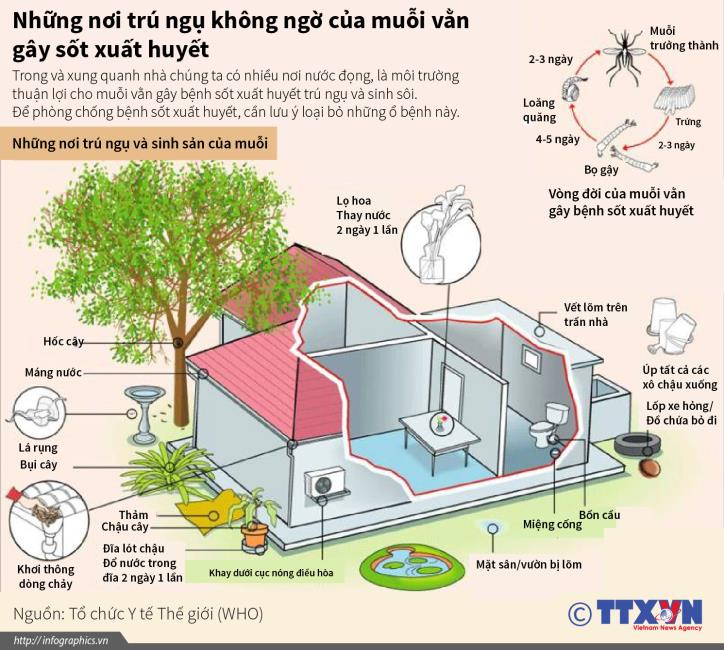 Những nơi trú ngụ không ngờ của muỗi vằn
gây sốt xuất huyết
Trong và xung quanh nhà chúng ta có nhiều nơi nước đọng, là môi trường
thuận lợi cho muỗi vằn gây bệnh sốt xuất huyết trú ngụ và sinh sôi.
Để phòng chống bệnh sốt xuất huyết, cần lưu ý loại bỏ những ổ bệnh này.
Muỗi
trưởng thành
2-3 ngày
Loăng
quăng
Trứng
4-5 ngày
2-3 ngày
Bọ gậy
Vòng đời của muỗi vằn
gây bệnh sốt xuất huyết
Những nơi trú ngụ và sinh sản của muỗi
Lọ hoa
Thay nước
2 ngày 1 lần
Vết lõm trên
trần nhà
Hốc cây
Máng nước
Úp tất cả các
xô chậu xuống
Lốp xe hỏng/
Đồ chứa bỏ đi
Lá rụng
Bụi cây
Thảm
Chậu cây
Bồn cầu
Miệng cống
Khơi thông
dòng chảy
Đĩa lót chậu
Đổ nước trong
đĩa 2 ngày 1 lần
Khay dưới cục nóng điều hòa
Mặt sân/vườn bị lõm
Nguồn: Tổ chức Y tế Thế giới (WHO)
© TTXVN
Vietnam News Agency
http://infographics.vn